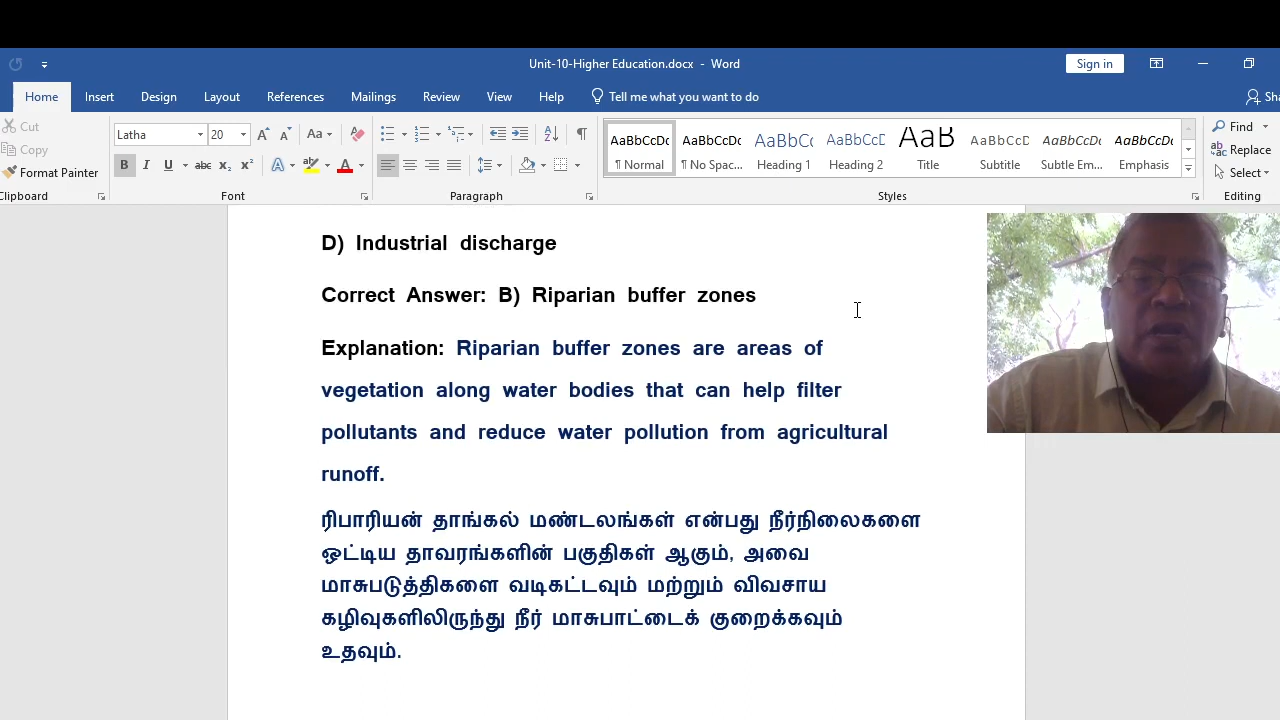 Unit-10-Higher Education.docx - Word
Sign in
Home Insert Design Layout References Mailings Review View Help Tell me what you want to do
Cut
Copy
Format Painter
Latha 20
Aa
B I U abc X₂ X²
AaBbCcDc AaBbCcDc AaBbCc AaBbCcD AaB AaBbCcD AaBbCcDc AaBbCcDc
¶ Normal ¶ No Spac... Heading 1 Heading 2 Title Subtitle Subtle Em... Emphasis
Find
Replace
Select
Clipboard Font Paragraph Styles Editing
D) Industrial discharge
Correct Answer: B) Riparian buffer zones
Explanation: Riparian buffer zones are areas of
vegetation along water bodies that can help filter
pollutants and reduce water pollution from agricultural
runoff.
ரிபாரியன் தாங்கல் மண்டலங்கள் என்பது நீர்நிலைகளை
ஒட்டிய தாவரங்களின் பகுதிகள் ஆகும், அவை
மாசுபடுத்திகளை வடிகட்டவும் மற்றும் விவசாய
கழிவுகளிலிருந்து நீர் மாசுபாட்டைக் குறைக்கவும்
உதவும்.